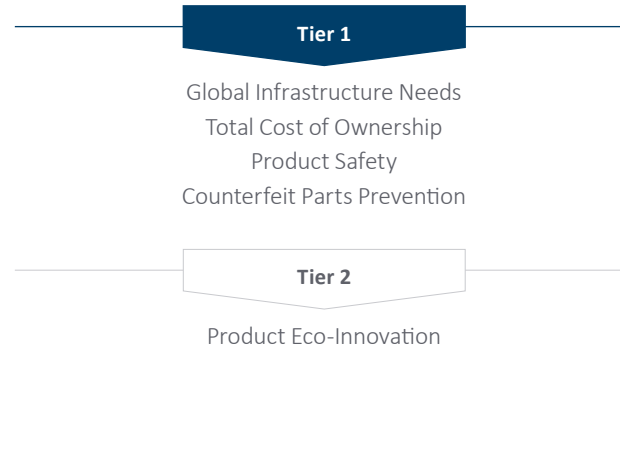 Tier 1
Global Infrastructure Needs
Total Cost of Ownership
Product Safety
Counterfeit Parts Prevention
Tier 2
Product Eco-Innovation